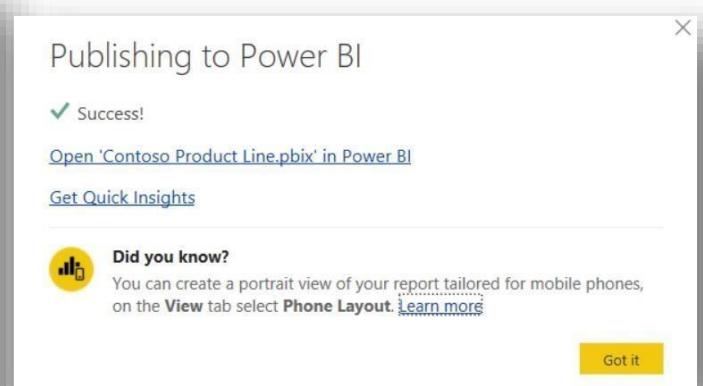 Publishing to Power BI
Success!
Open 'Contoso Product Line.pbix' in Power BI
Get Quick Insights
Did you know?
You can create a portrait view of your report tailored for mobile phones,
on the View tab select Phone Layout. Learn more
Got it